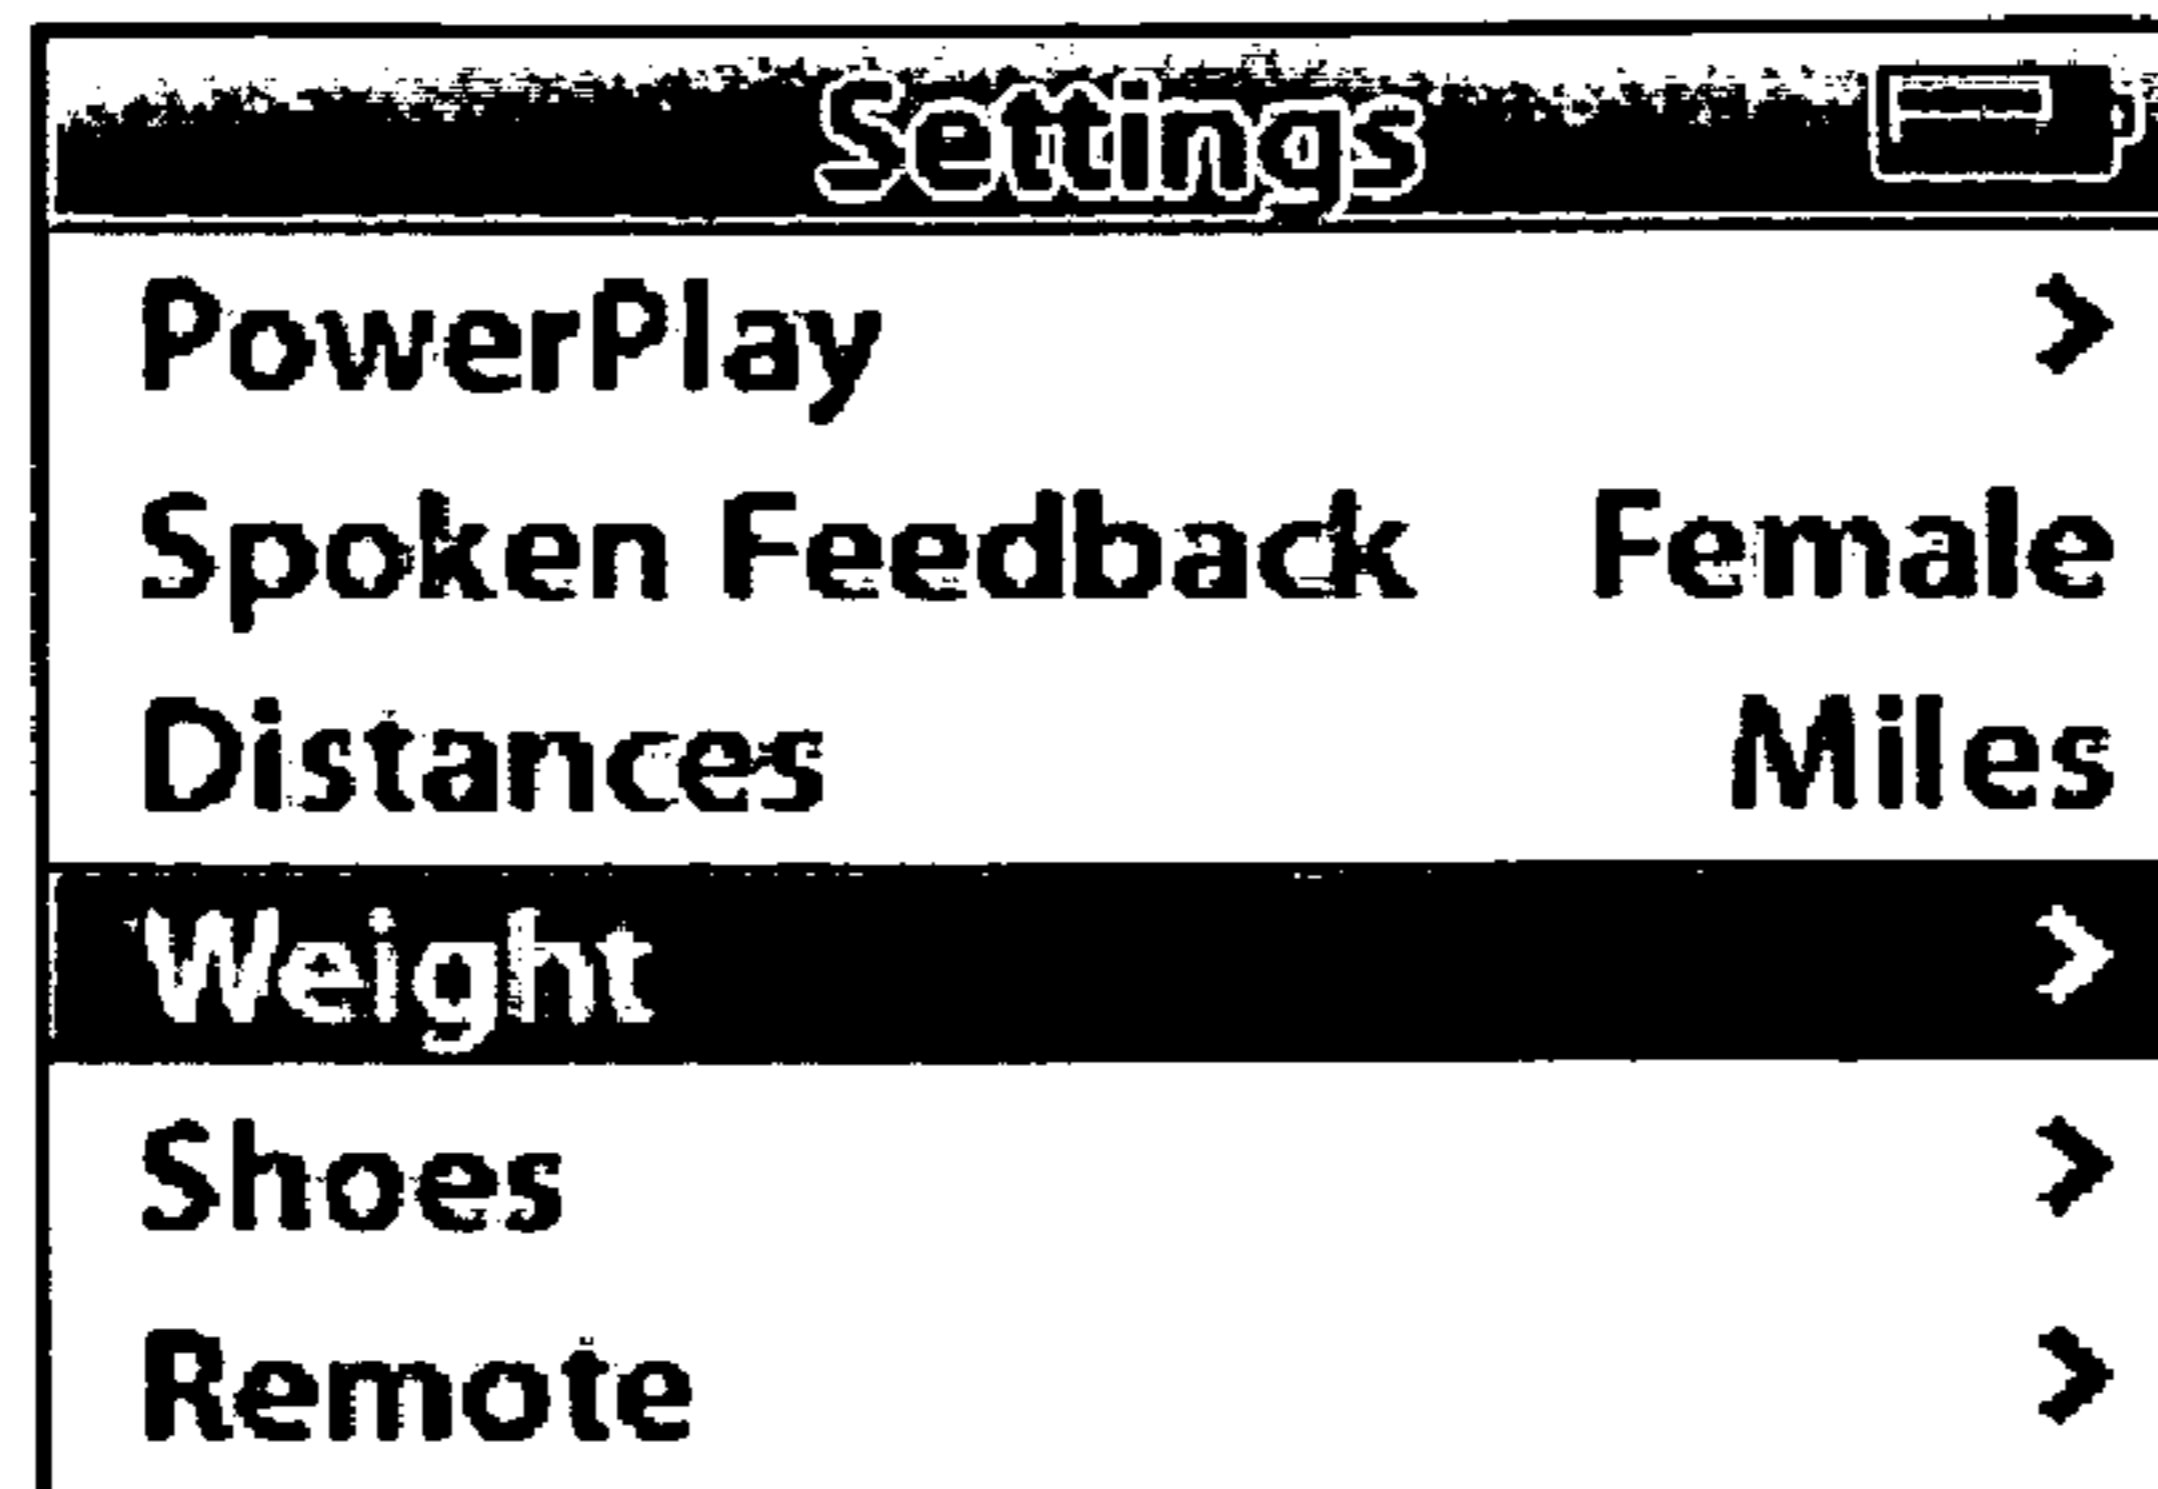 Settings
PowerPlay >
Spoken Feedback Female
Distances Miles
Weight >
Shoes >
Remote >